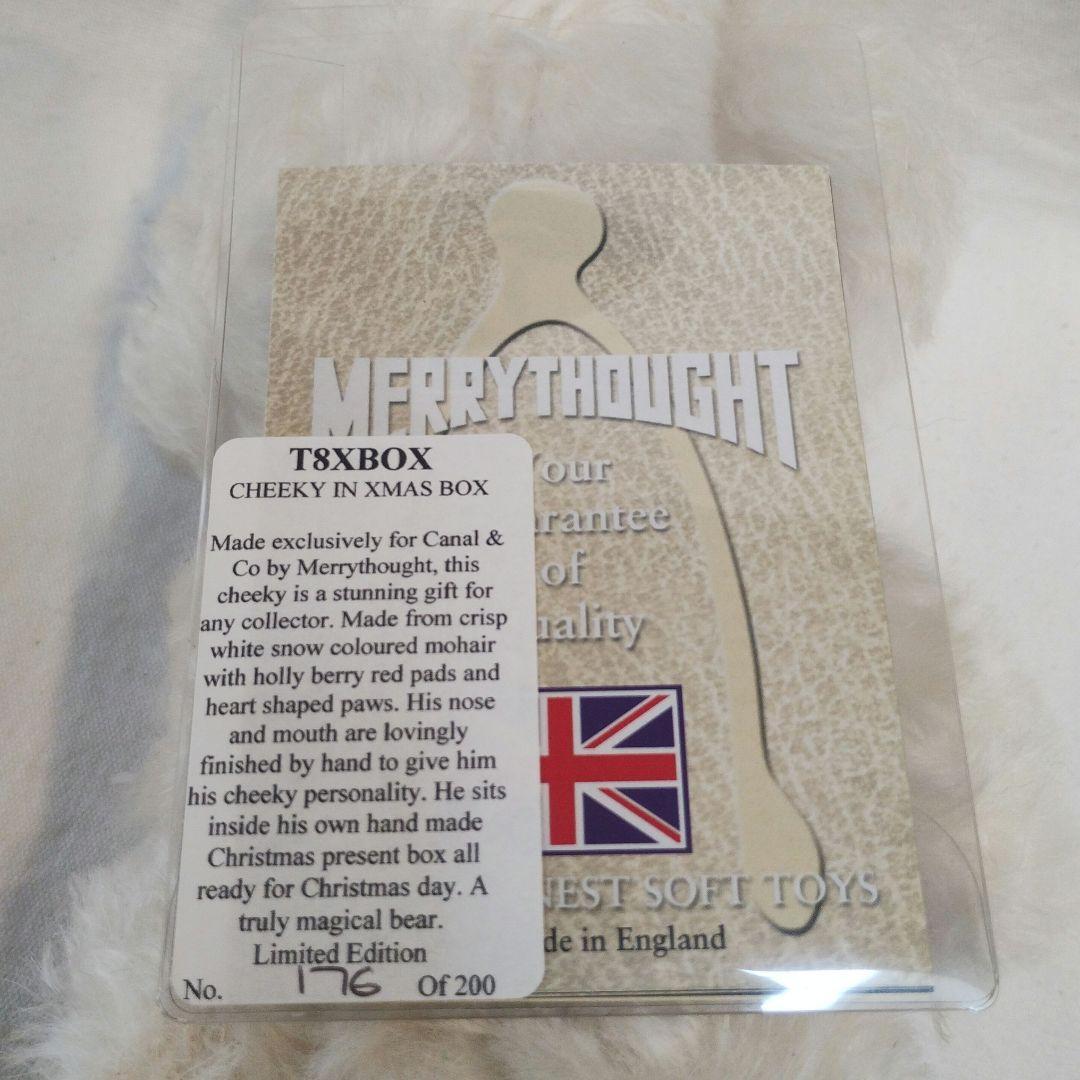 MERRYTHOUGHT
of
NEST SOFT TOYS
in England
T8XBOX
CHEEKY IN XMAS BOX
Made exclusively for Canal &
Co by Merrythought, this
cheeky is a stunning gift for
any collector. Made from crisp
white snow coloured mohair
with holly berry red pads and
heart shaped paws. His nose
and mouth are lovingly
finished by hand to give him
his cheeky personality. He sits
inside his own hand made
Christmas present box all
ready for Christmas day. A
truly magical bear.
Limited Edition
No. 176 Of 200